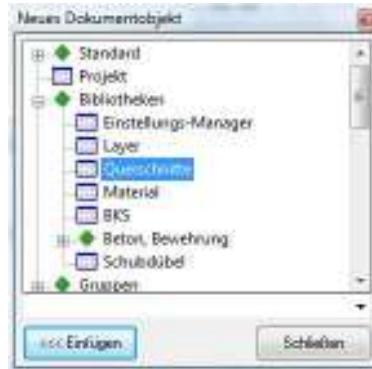 Neues Dokumentobjekt
Standard
Projekt
Bibliotheken
Einstellungs-Manager
Layer
Querschnitte
Material
BKS
Beton, Bewehrung
Schubdübel
Gruppen
<<< Einfügen
Schließen